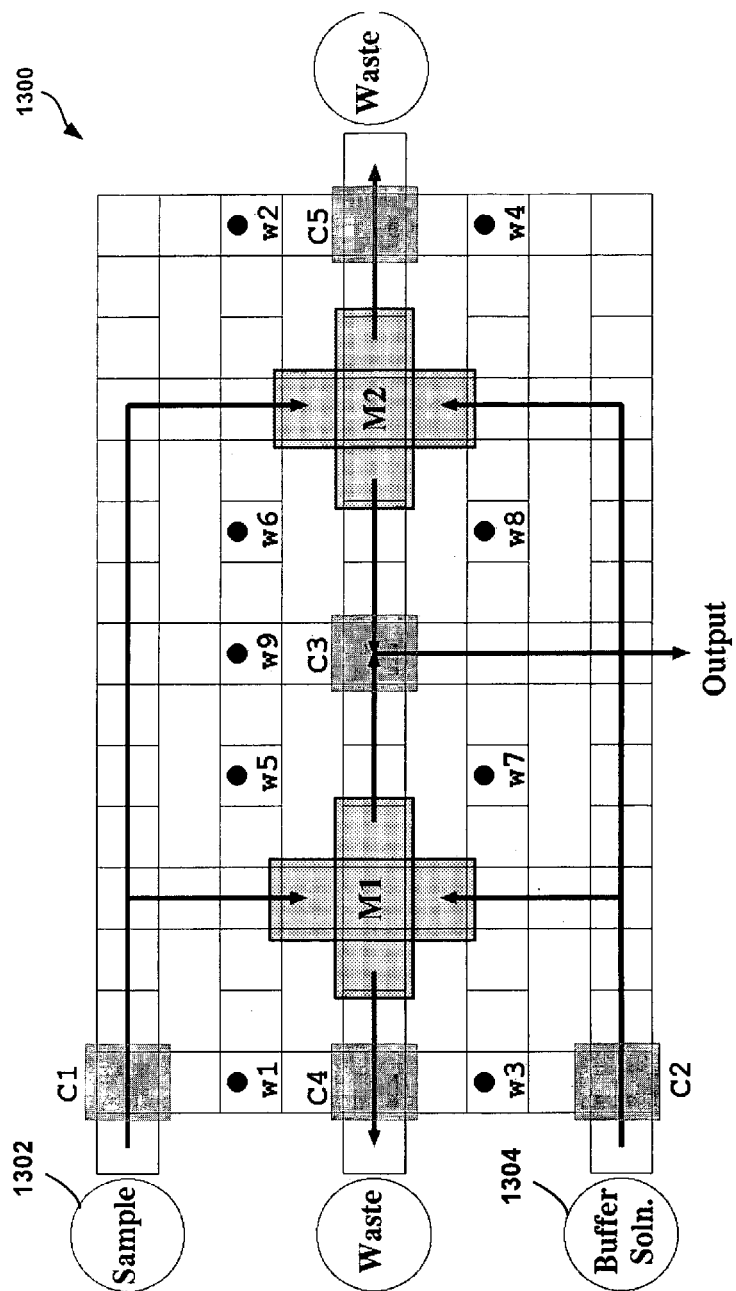 1302
1300
C1
Sample
w1
w5
w9
w6
w2
C4
C3
C5
Waste
M1
M2
Waste
1304
w3
w7
w8
w4
Buffer
Soln.
C2
Output